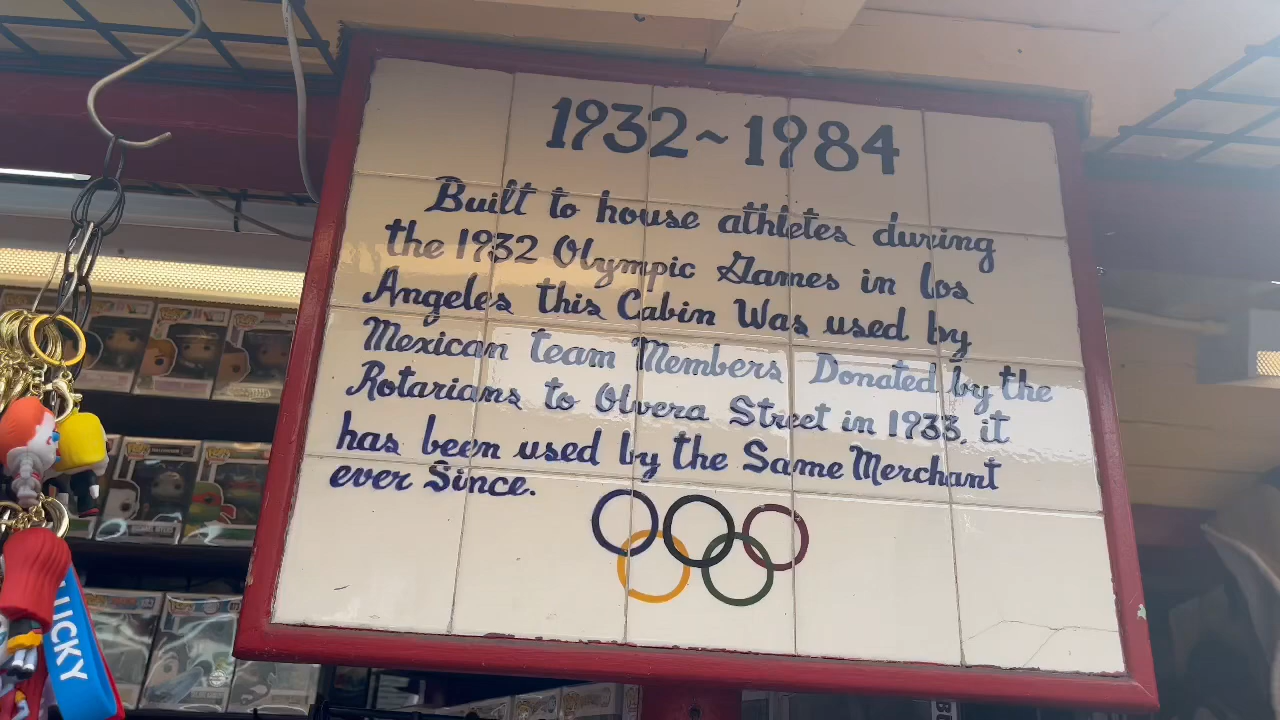 1932~1984
Built to house athletes during
the 1932 Olympic Games in Los
Angeles this Cabin Was used by
Mexican team Members Donated by the
Rotarians to Olvera Street in 1933, it
has been used by the Same Merchant
ever Since.
LUCKY